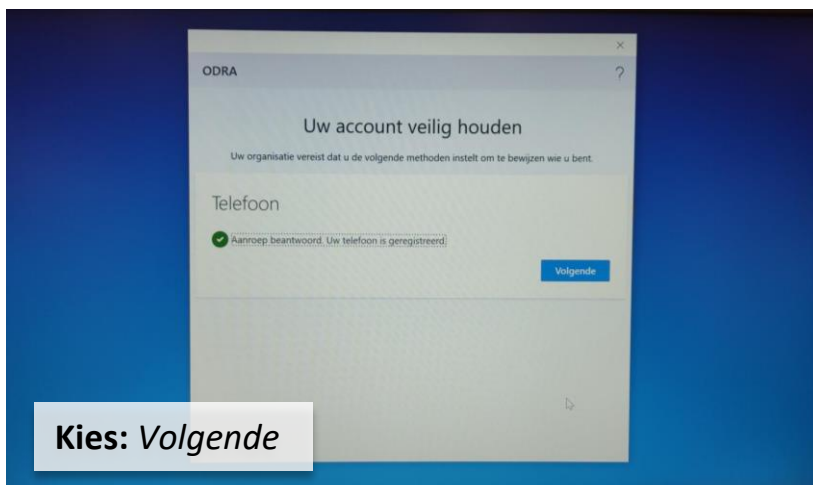 ODRA
?
Uw account veilig houden
Uw organisatie vereist dat u de volgende methoden instelt om te bewijzen wie u bent.
Telefoon
Aanroep beantwoord. Uw telefoon is geregistreerd.
Volgende
Kies: Volgende